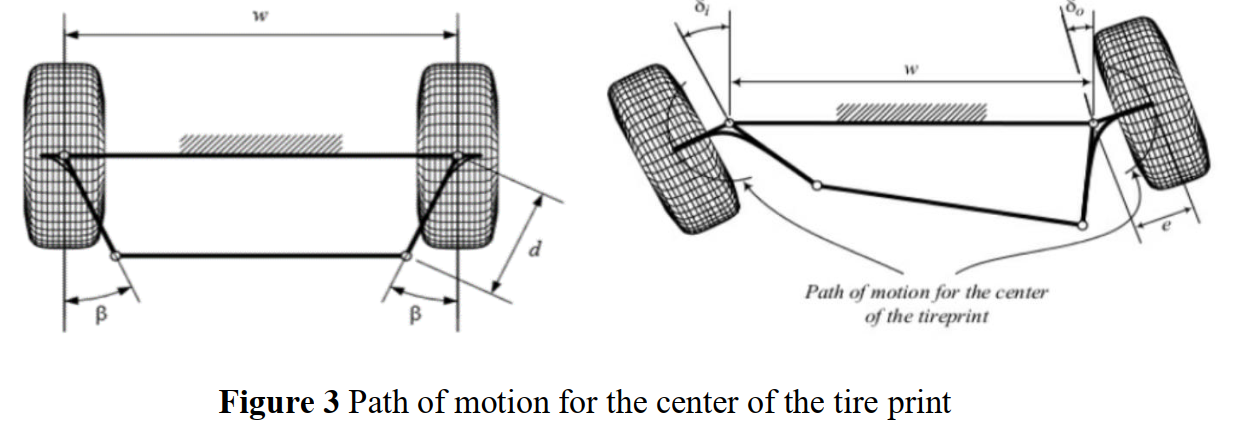 w
d
β
β
δi
δo
w
e
Path of motion for the center
of the tireprint
Figure 3 Path of motion for the center of the tire print